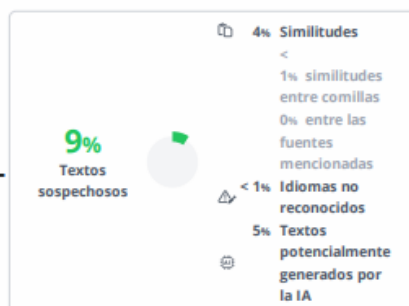 9%
Textos
sospechosos
4% Similitudes
<
1% similitudes
entre comillas
0% entre las
fuentes
mencionadas
< 1% Idiomas no
reconocidos
5% Textos
potencialmente
generados por
la IA